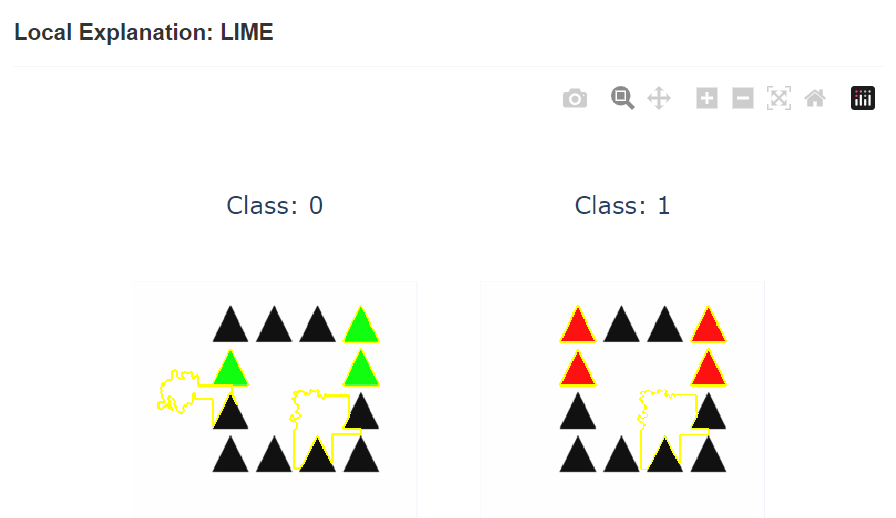 Local Explanation: LIME
Class: 0
Class: 1